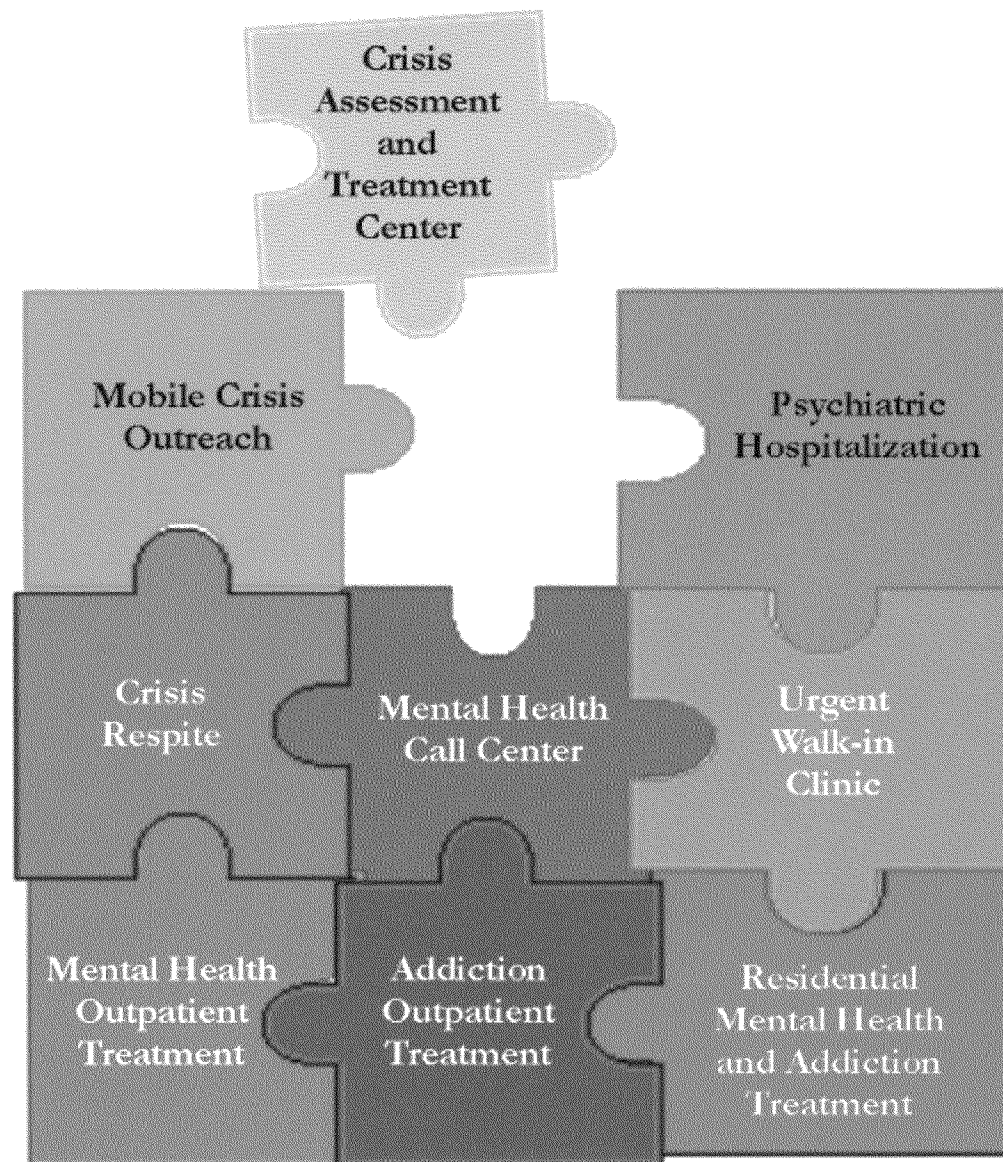 Crisis
Assessment
and
Treatment
Center
Mobile Crisis
Outreach
Psychiatric
Hospitalization
Crisis
Respite
Mental Health
Call Center
Urgent
Walk-in
Clinic
Mental Health
Outpatient
Treatment
Addiction
Outpatient
Treatment
Residential
Mental Health
and Addiction
Treatment